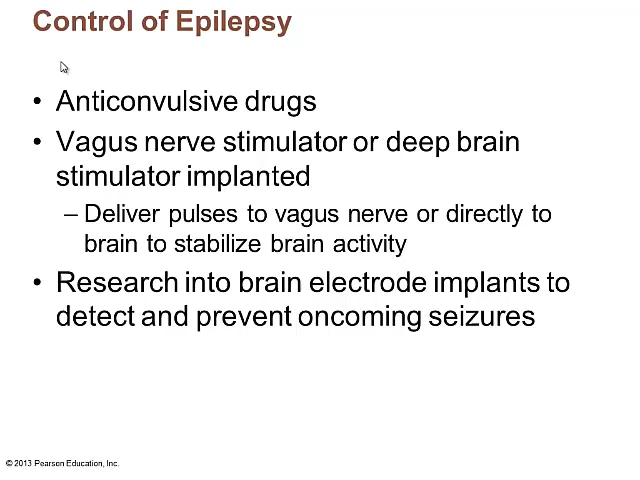 Control of Epilepsy
• Anticonvulsive drugs
• Vagus nerve stimulator or deep brain
stimulator implanted
– Deliver pulses to vagus nerve or directly to
brain to stabilize brain activity
• Research into brain electrode implants to
detect and prevent oncoming seizures
© 2013 Pearson Education, Inc.